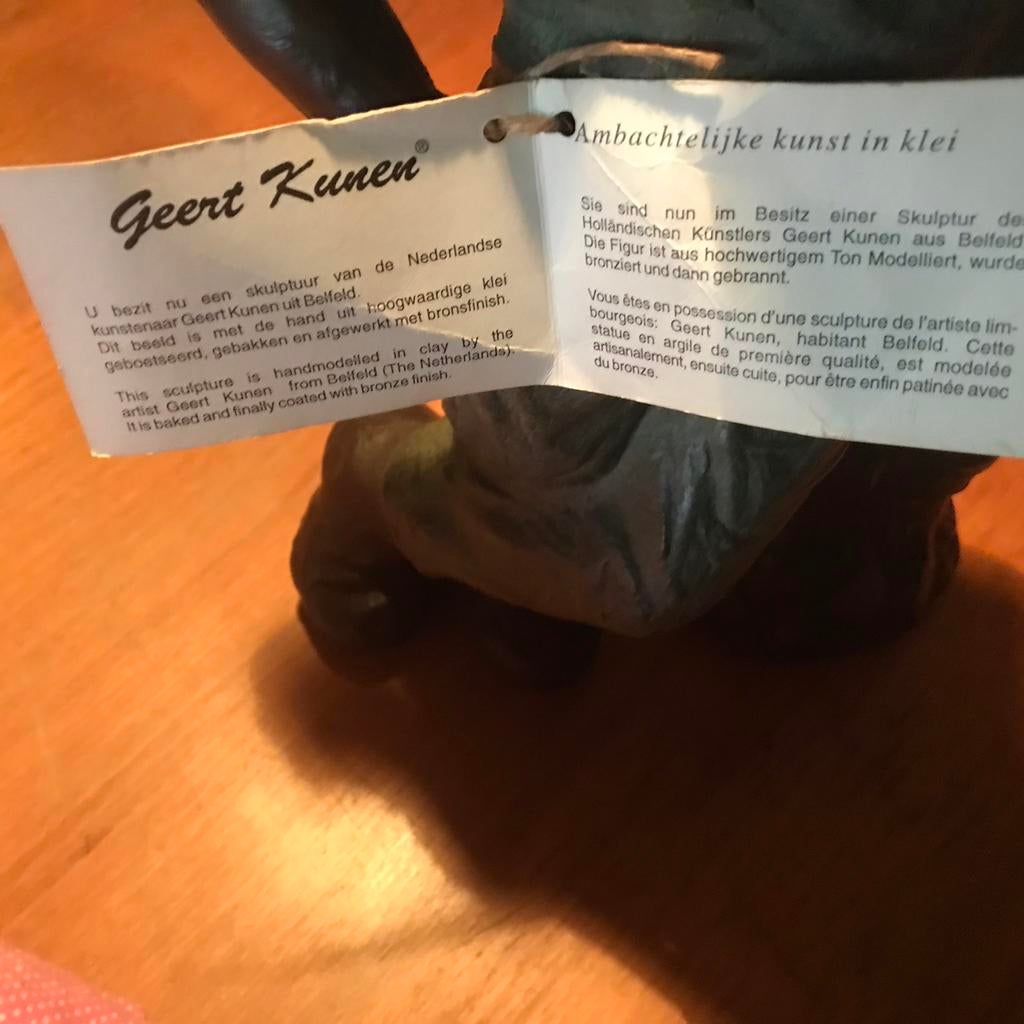 Geert Kunen®
U bezit nu een skulptuur van de Nederlandse
kunstenaar Geert Kunen uit Belfeld.
Dit beeld is met de hand uit hoogwaardige klei
geboetseerd, gebakken en afgewerkt met bronsfinish.
This sculpture is handmodelled in clay by the
artist Geert Kunen from Belfeld (The Netherlands).
It is baked and finally coated with bronze finish.
Ambachtelijke kunst in klei
Sie sind nun im Besitz einer Skulptur de
Holländischen Künstlers Geert Kunen aus Belfeld
Die Figur ist aus hochwertigem Ton Modelliert, wurde
bronziert und dann gebrannt.
Vous êtes en possession d'une sculpture de l'artiste lim-
bourgeois: Geert Kunen, habitant Belfeld. Cette
statue en argile de première qualité, est modelée
artisanalement, ensuite cuite, pour être enfin patinée avec
du bronze.